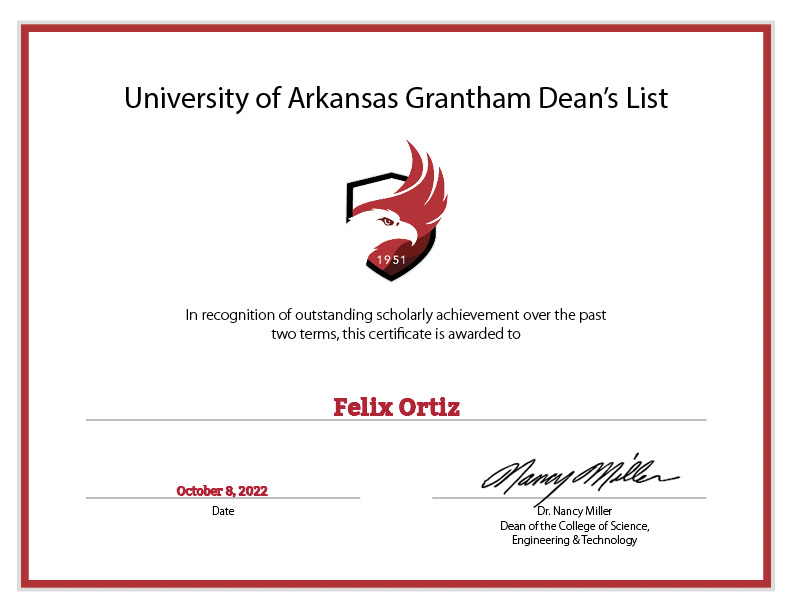 University of Arkansas Grantham Dean’s List
1951
In recognition of outstanding scholarly achievement over the past
two terms, this certificate is awarded to
Felix Ortiz
October 8, 2022
Date
Nancy Miller
Dr. Nancy Miller
Dean of the College of Science,
Engineering & Technology